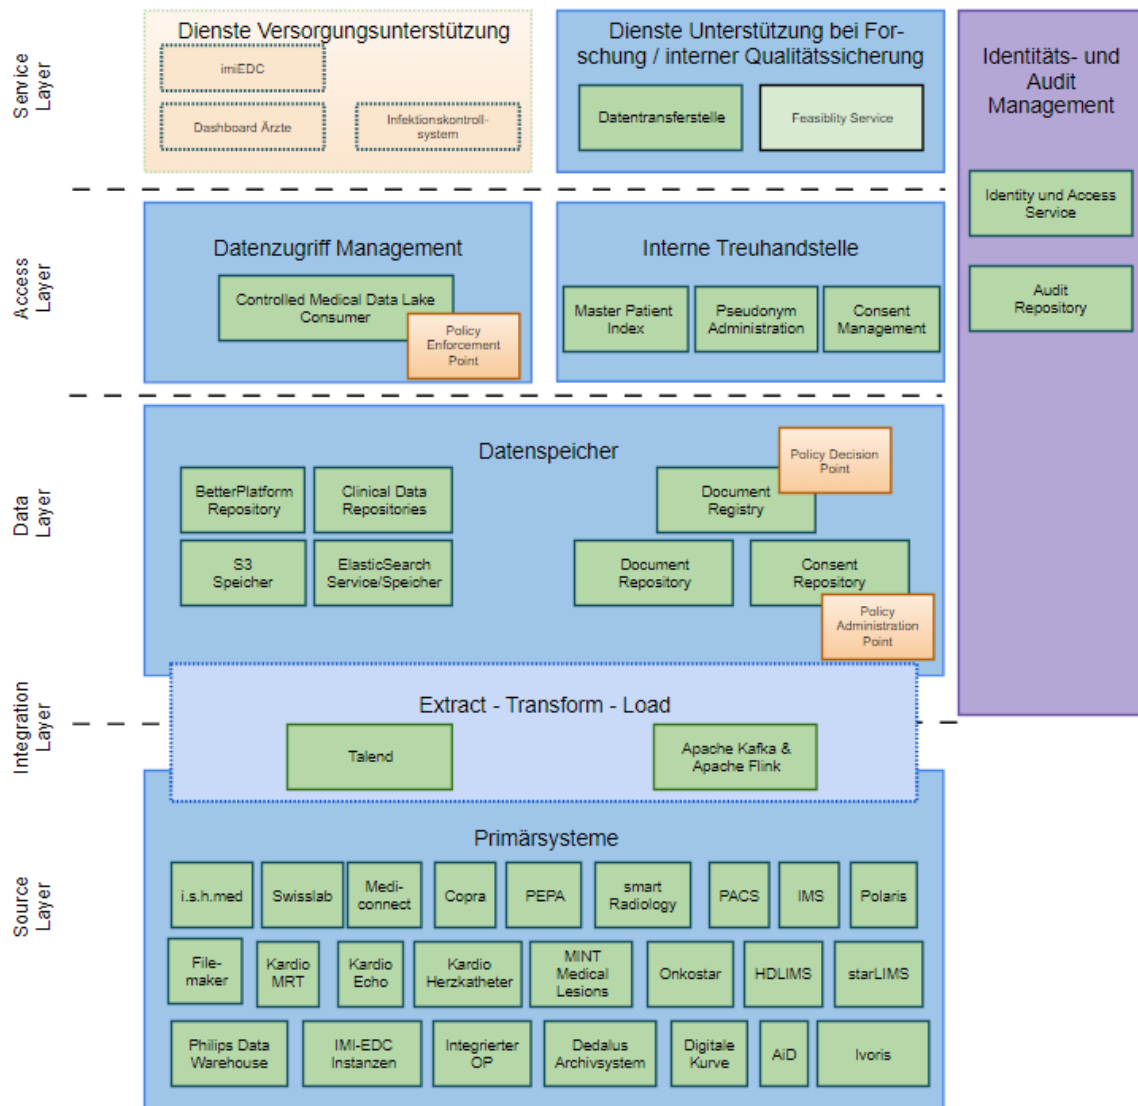 Service
Layer
Dienste Versorgungsunterstützung
imiEDC
Dashboard Ärzte
Infektionskontroll-
system
Dienste Unterstützung bei For-
schung / interner Qualitätssicherung
Datentransferstelle
Feasiblity Service
Identitäts- und
Audit
Management
Identity und Access
Service
Audit
Repository
Access
Layer
Datenzugriff Management
Controlled Medical Data Lake
Consumer
Policy
Enforcement
Point
Interne Treuhandstelle
Master Patient
Index
Pseudonym
Administration
Consent
Management
Data
Layer
Datenspeicher
BetterPlatform
Repository
Clinical Data
Repositories
S3
Speicher
ElasticSearch
Service/Speicher
Policy Decision
Point
Document
Registry
Document
Repository
Consent
Repository
Policy
Administration
Point
Integration
Layer
Extract - Transform - Load
Talend
Apache Kafka &
Apache Flink
Source
Layer
Primärsysteme
i.s.h.med
Swisslab
Medi-
connect
Copra
PEPA
smart
Radiology
PACS
IMS
Polaris
File-
maker
Kardio
MRT
Kardio
Echo
Kardio
Herzkatheter
MINT
Medical
Lesions
Onkostar
HDLIMS
starLIMS
Philips Data
Warehouse
IMI-EDC
Instanzen
Integrierter
OP
Dedalus
Archivsystem
Digitale
Kurve
AiD
Ivoris